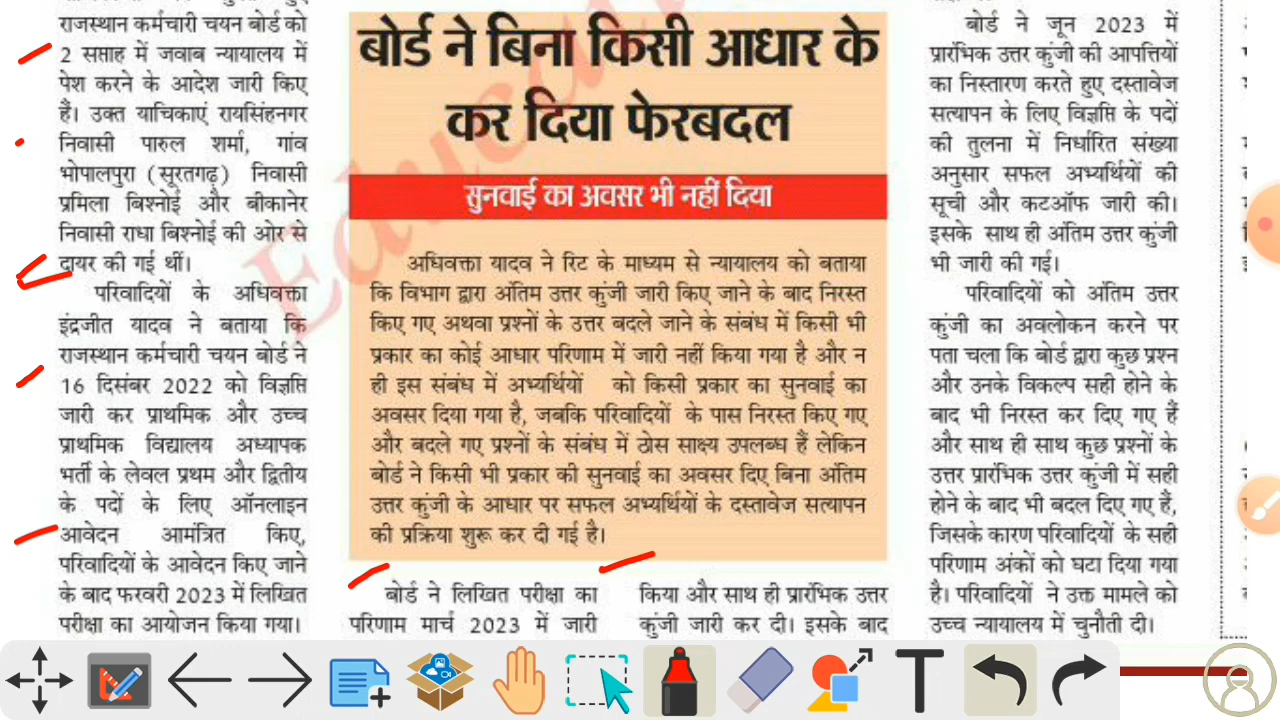 राजस्थान कर्मचारी चयन बोर्ड को
2 सप्ताह में जवाब न्यायालय में
पेश करने के आदेश जारी किए
हैं। उक्त याचिकाएं रायसिंहनगर
निवासी पारुल शर्मा, गांव
भोपालपुरा (सूरतगढ़) निवासी
प्रमिला बिश्नोई और बीकानेर
निवासी राधा बिश्नोई की ओर से
दायर की गई थीं।
परिवादियों के अधिवक्ता
इंद्रजीत यादव ने बताया कि
राजस्थान कर्मचारी चयन बोर्ड ने
16 दिसंबर 2022 को विज्ञप्ति
जारी कर प्राथमिक और उच्च
प्राथमिक विद्यालय अध्यापक
भर्ती के लेवल प्रथम और द्वितीय
के पदों के लिए ऑनलाइन
आवेदन आमंत्रित किए,
परिवादियों के आवेदन किए जाने
के बाद फरवरी 2023 में लिखित
परीक्षा का आयोजन किया गया।
बोर्ड ने बिना किसी आधार के
कर दिया फेरबदल
सुनवाई का अवसर भी नहीं दिया
अधिवक्ता यादव ने रिट के माध्यम से न्यायालय को बताया
कि विभाग द्वारा अंतिम उत्तर कुंजी जारी किए जाने के बाद निरस्त
किए गए अथवा प्रश्नों के उत्तर बदले जाने के संबंध में किसी भी
प्रकार का कोई आधार परिणाम में जारी नहीं किया गया है और न
ही इस संबंध में अभ्यर्थियों को किसी प्रकार का सुनवाई का
अवसर दिया गया है, जबकि परिवादियों के पास निरस्त किए गए
और बदले गए प्रश्नों के संबंध में ठोस साक्ष्य उपलब्ध हैं लेकिन
बोर्ड ने किसी भी प्रकार की सुनवाई का अवसर दिए बिना अंतिम
उत्तर कुंजी के आधार पर सफल अभ्यर्थियों के दस्तावेज सत्यापन
की प्रक्रिया शुरू कर दी गई है।
बोर्ड ने लिखित परीक्षा का
परिणाम मार्च 2023 में जारी
किया और साथ ही प्रारंभिक उत्तर
कुंजी जारी कर दी। इसके बाद
बोर्ड ने जून 2023 में
प्रारंभिक उत्तर कुंजी की आपत्तियों
का निस्तारण करते हुए दस्तावेज
सत्यापन के लिए विज्ञप्ति के पदों
की तुलना में निर्धारित संख्या
अनुसार सफल अभ्यर्थियों की
सूची और कटऑफ जारी की।
इसके साथ ही अंतिम उत्तर कुंजी
भी जारी की गई।
परिवादियों को अंतिम उत्तर
कुंजी का अवलोकन करने पर
पता चला कि बोर्ड द्वारा कुछ प्रश्न
और उनके विकल्प सही होने के
बाद भी निरस्त कर दिए गए हैं
और साथ ही साथ कुछ प्रश्नों के
उत्तर प्रारंभिक उत्तर कुंजी में सही
होने के बाद भी बदल दिए गए हैं,
जिसके कारण परिवादियों के सही
परिणाम अंकों को घटा दिया गया
है। परिवादियों ने उक्त मामले को
उच्च न्यायालय में चुनौती दी।